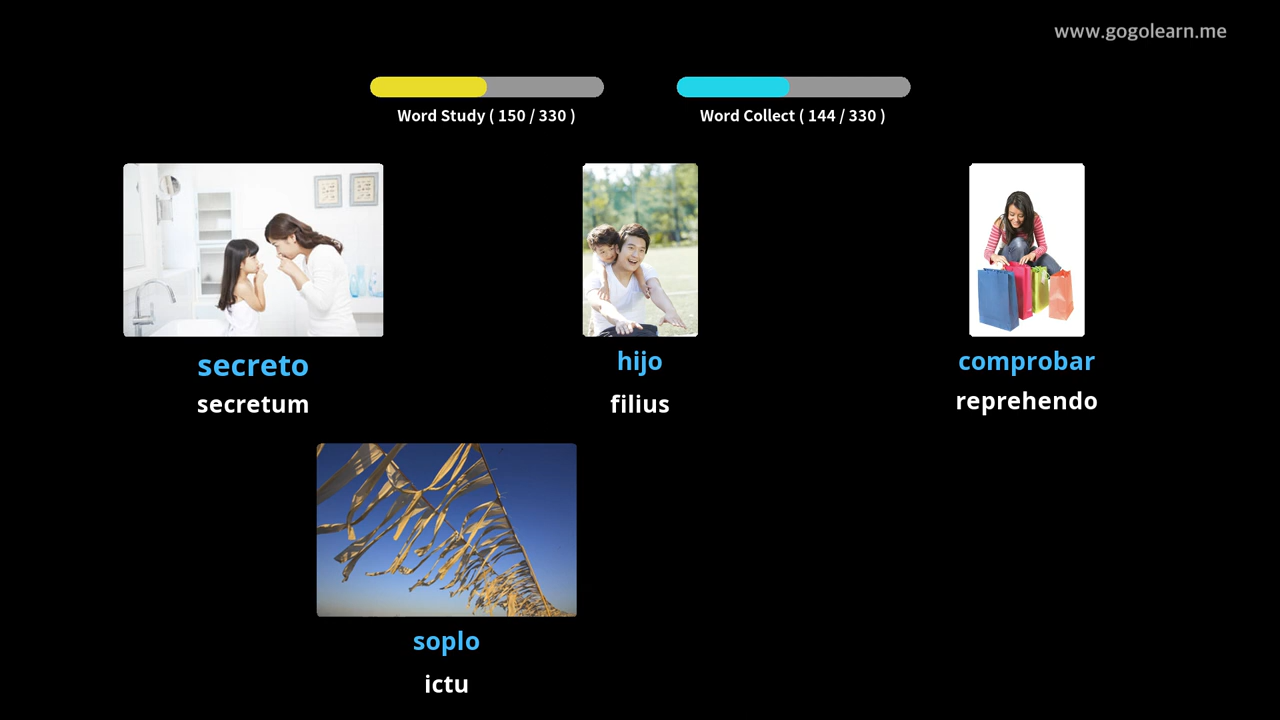 www.gogolearn.me
Word Study ( 150 / 330 )
Word Collect ( 144 / 330 )
secreto
secretum
hijo
filius
comprobar
reprehendo
soplo
ictu